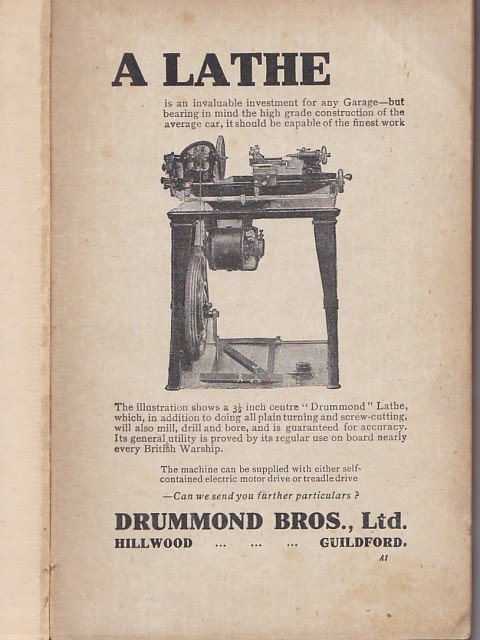 A LATHE
is an invaluable investment for any Garage—but
bearing in mind the high grade construction of the
average car, it should be capable of the finest work
The illustration shows a 3½ inch centre "Drummond" Lathe,
which, in addition to doing all plain turning and screw-cutting,
will also mill, drill and bore, and is guaranteed for accuracy.
Its general utility is proved by its regular use on board nearly
every British Warship.
The machine can be supplied with either self-
contained electric motor drive or treadle drive
—Can we send you further particulars?
DRUMMOND BROS., Ltd.
HILLWOOD ... ... ... GUILDFORD.
A1